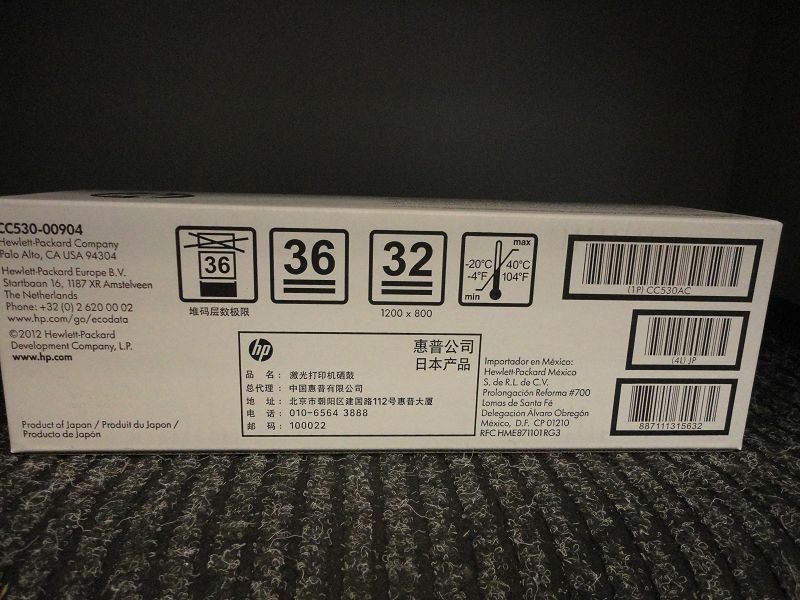 CC530-00904
Hewlett-Packard Company
Palo Alto, CA USA 94304
Hewlett-Packard Europe B.V.
Startbaan 16, 1187 XR Amstelveen
The Netherlands
Phone: +32 (0) 2 620 00 02
www.hp.com/go/ecodata
©2012 Hewlett-Packard
Development Company, L.P.
www.hp.com
Product of Japan / Produit du Japon /
Producto de Japón
36
堆码层数极限
36
32
1200 x 800
max
-20°C 40°C
-4°F 104°F
min
hp
惠普公司
日本产品
品 名: 激光打印机硒鼓
总代理: 中国惠普有限公司
地 址: 北京市朝阳区建国路112号惠普大厦
电 话: 010-6564 3888
邮 码: 100022
Importador en México:
Hewlett-Packard México
S. de R.L. de C.V.
Prolongación Reforma #700
Lomas de Santa Fé
Delegación Álvaro Obregón
México, D.F. CP 01210
RFC HME871101RG3
(1P) CC530AC
(4L) JP
887111315632